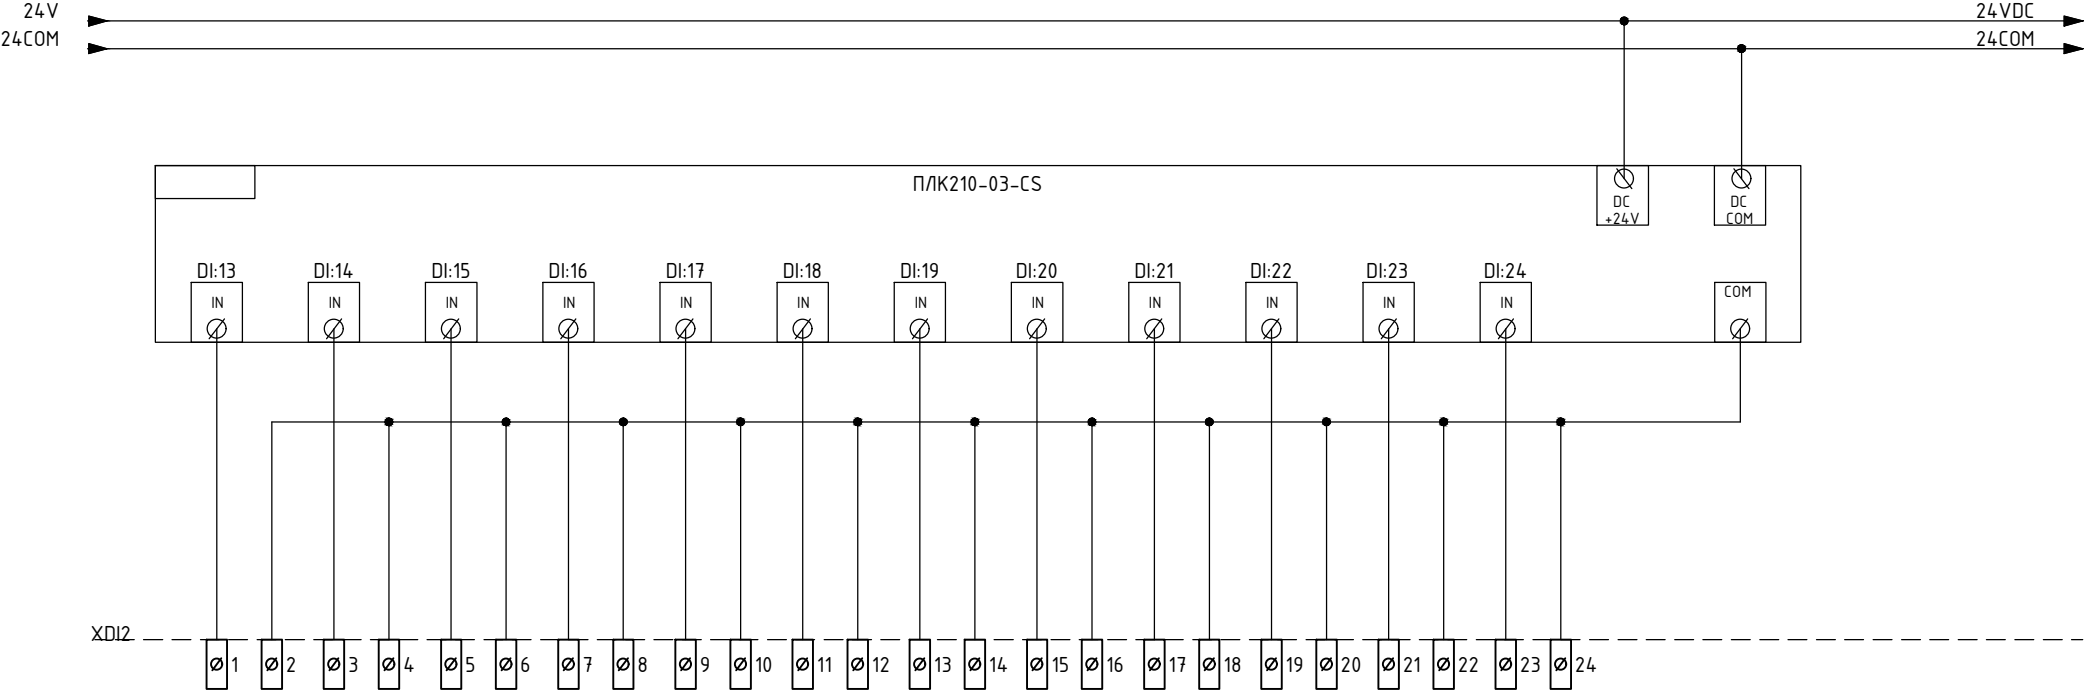 24V 24VDC
24COM 24COM
ПЛК210-03-CS
DC DC
+24V COM
DI:13 DI:14 DI:15 DI:16 DI:17 DI:18 DI:19 DI:20 DI:21 DI:22 DI:23 DI:24
COM
IN IN IN IN IN IN IN IN IN IN IN IN
XDI2
1 2 3 4 5 6 7 8 9 10 11 12 13 14 15 16 17 18 19 20 21 22 23 24